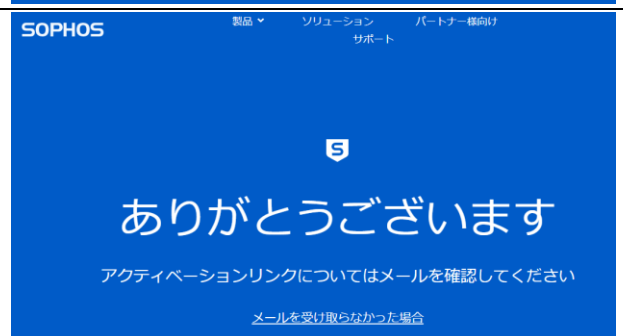 SOPHOS
製品 ソリューション パートナー様向け
サポート
ありがとうございます
アクティベーションリンクについてはメールを確認してください
メールを受け取らなかった場合